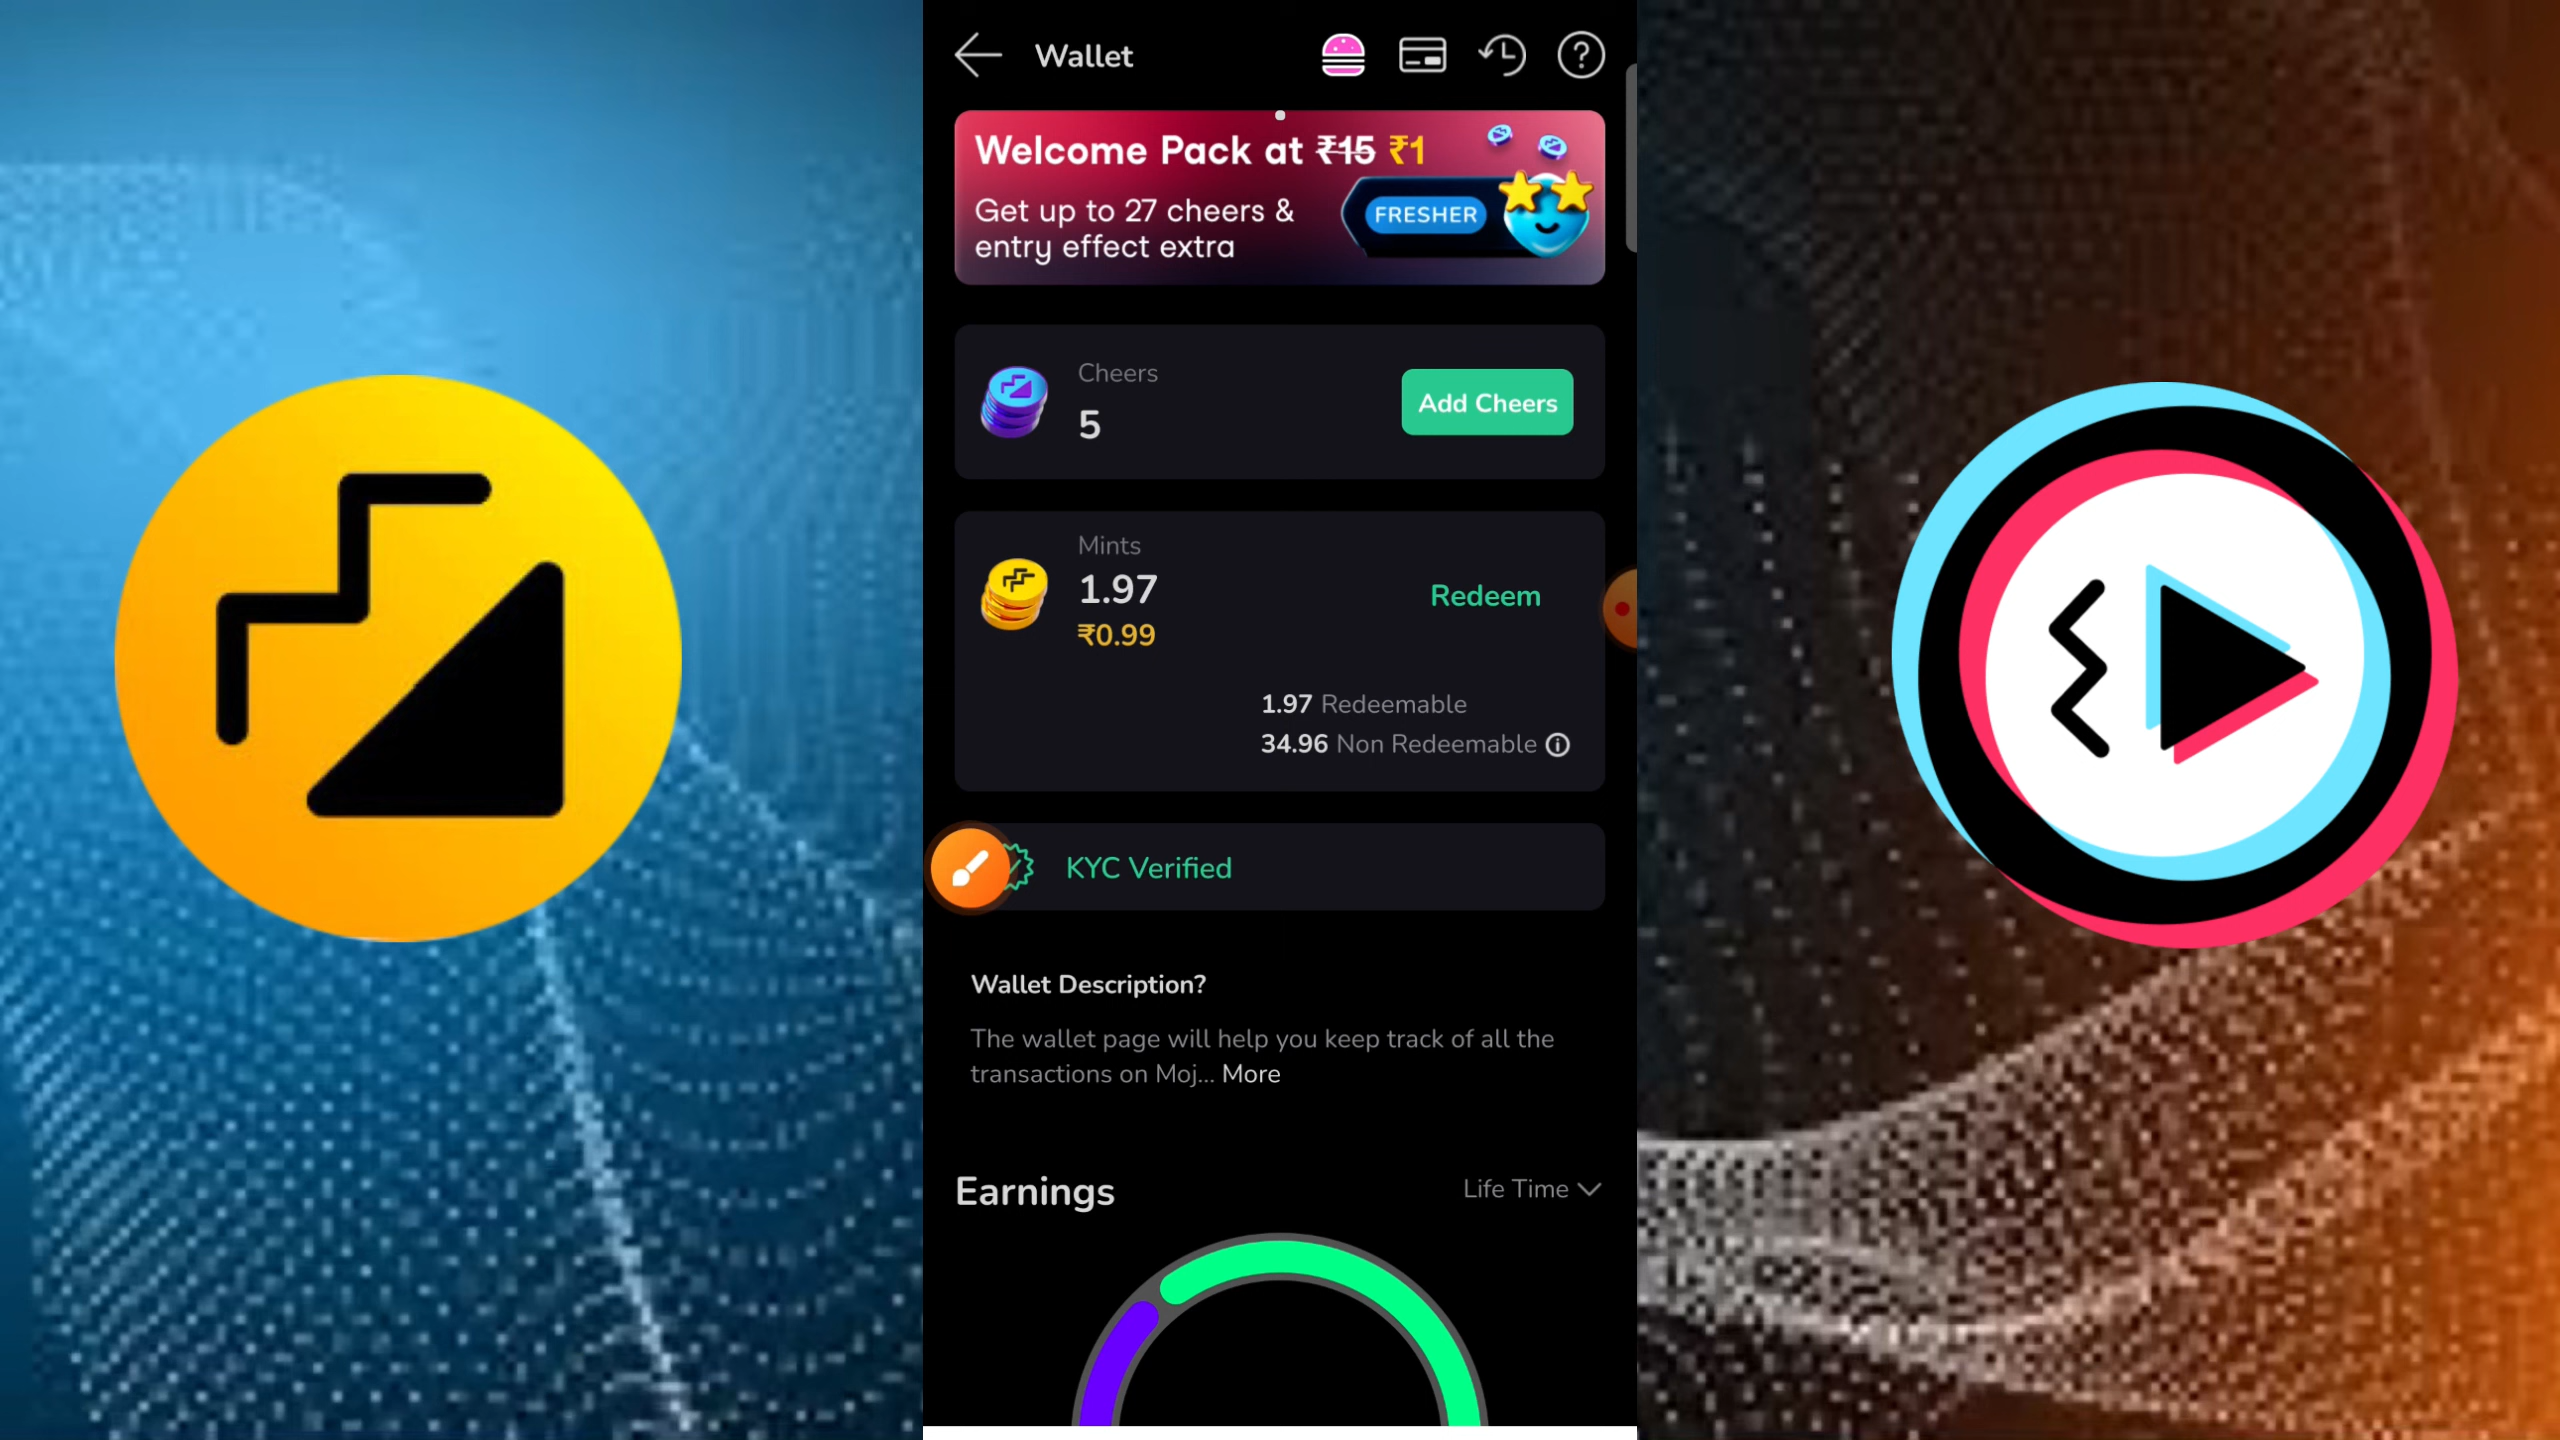 Wallet
Welcome Pack at ₹15 ₹1
Get up to 27 cheers &
entry effect extra
FRESHER
Cheers
5
Add Cheers
Mints
1.97
₹0.99
Redeem
1.97 Redeemable
34.96 Non Redeemable
KYC Verified
Wallet Description?
The wallet page will help you keep track of all the
transactions on Moj... More
Earnings
Life Time